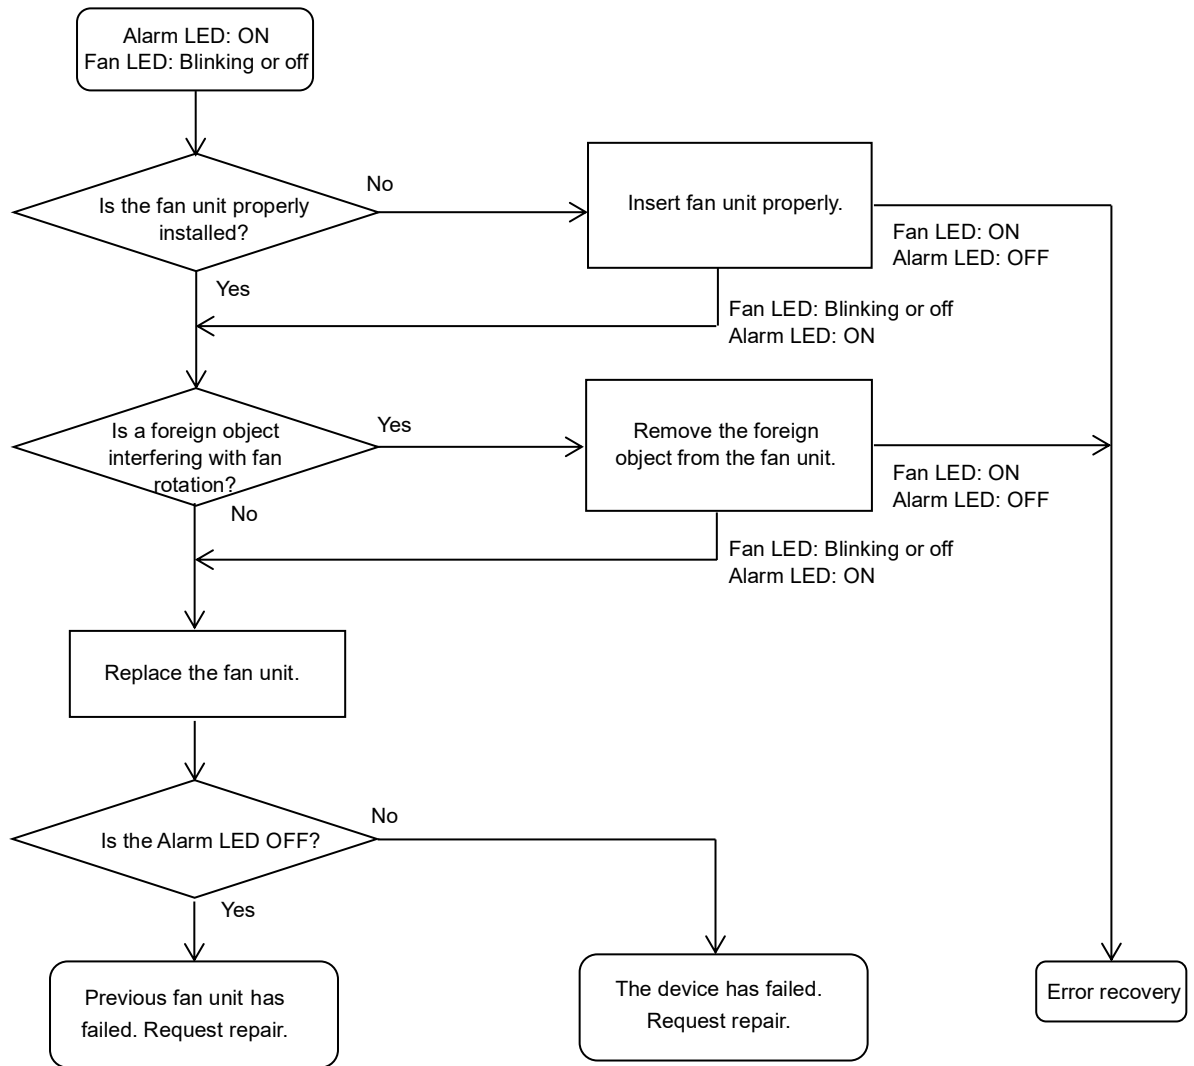 Alarm LED: ON
Fan LED: Blinking or off
No
Is the fan unit properly
installed?
Insert fan unit properly.
Fan LED: ON
Alarm LED: OFF
Yes
Fan LED: Blinking or off
Alarm LED: ON
Is a foreign object
interfering with fan
rotation?
Yes
Remove the foreign
object from the fan unit.
Fan LED: ON
Alarm LED: OFF
No
Fan LED: Blinking or off
Alarm LED: ON
Replace the fan unit.
No
Is the Alarm LED OFF?
Yes
Previous fan unit has
failed. Request repair.
The device has failed.
Request repair.
Error recovery